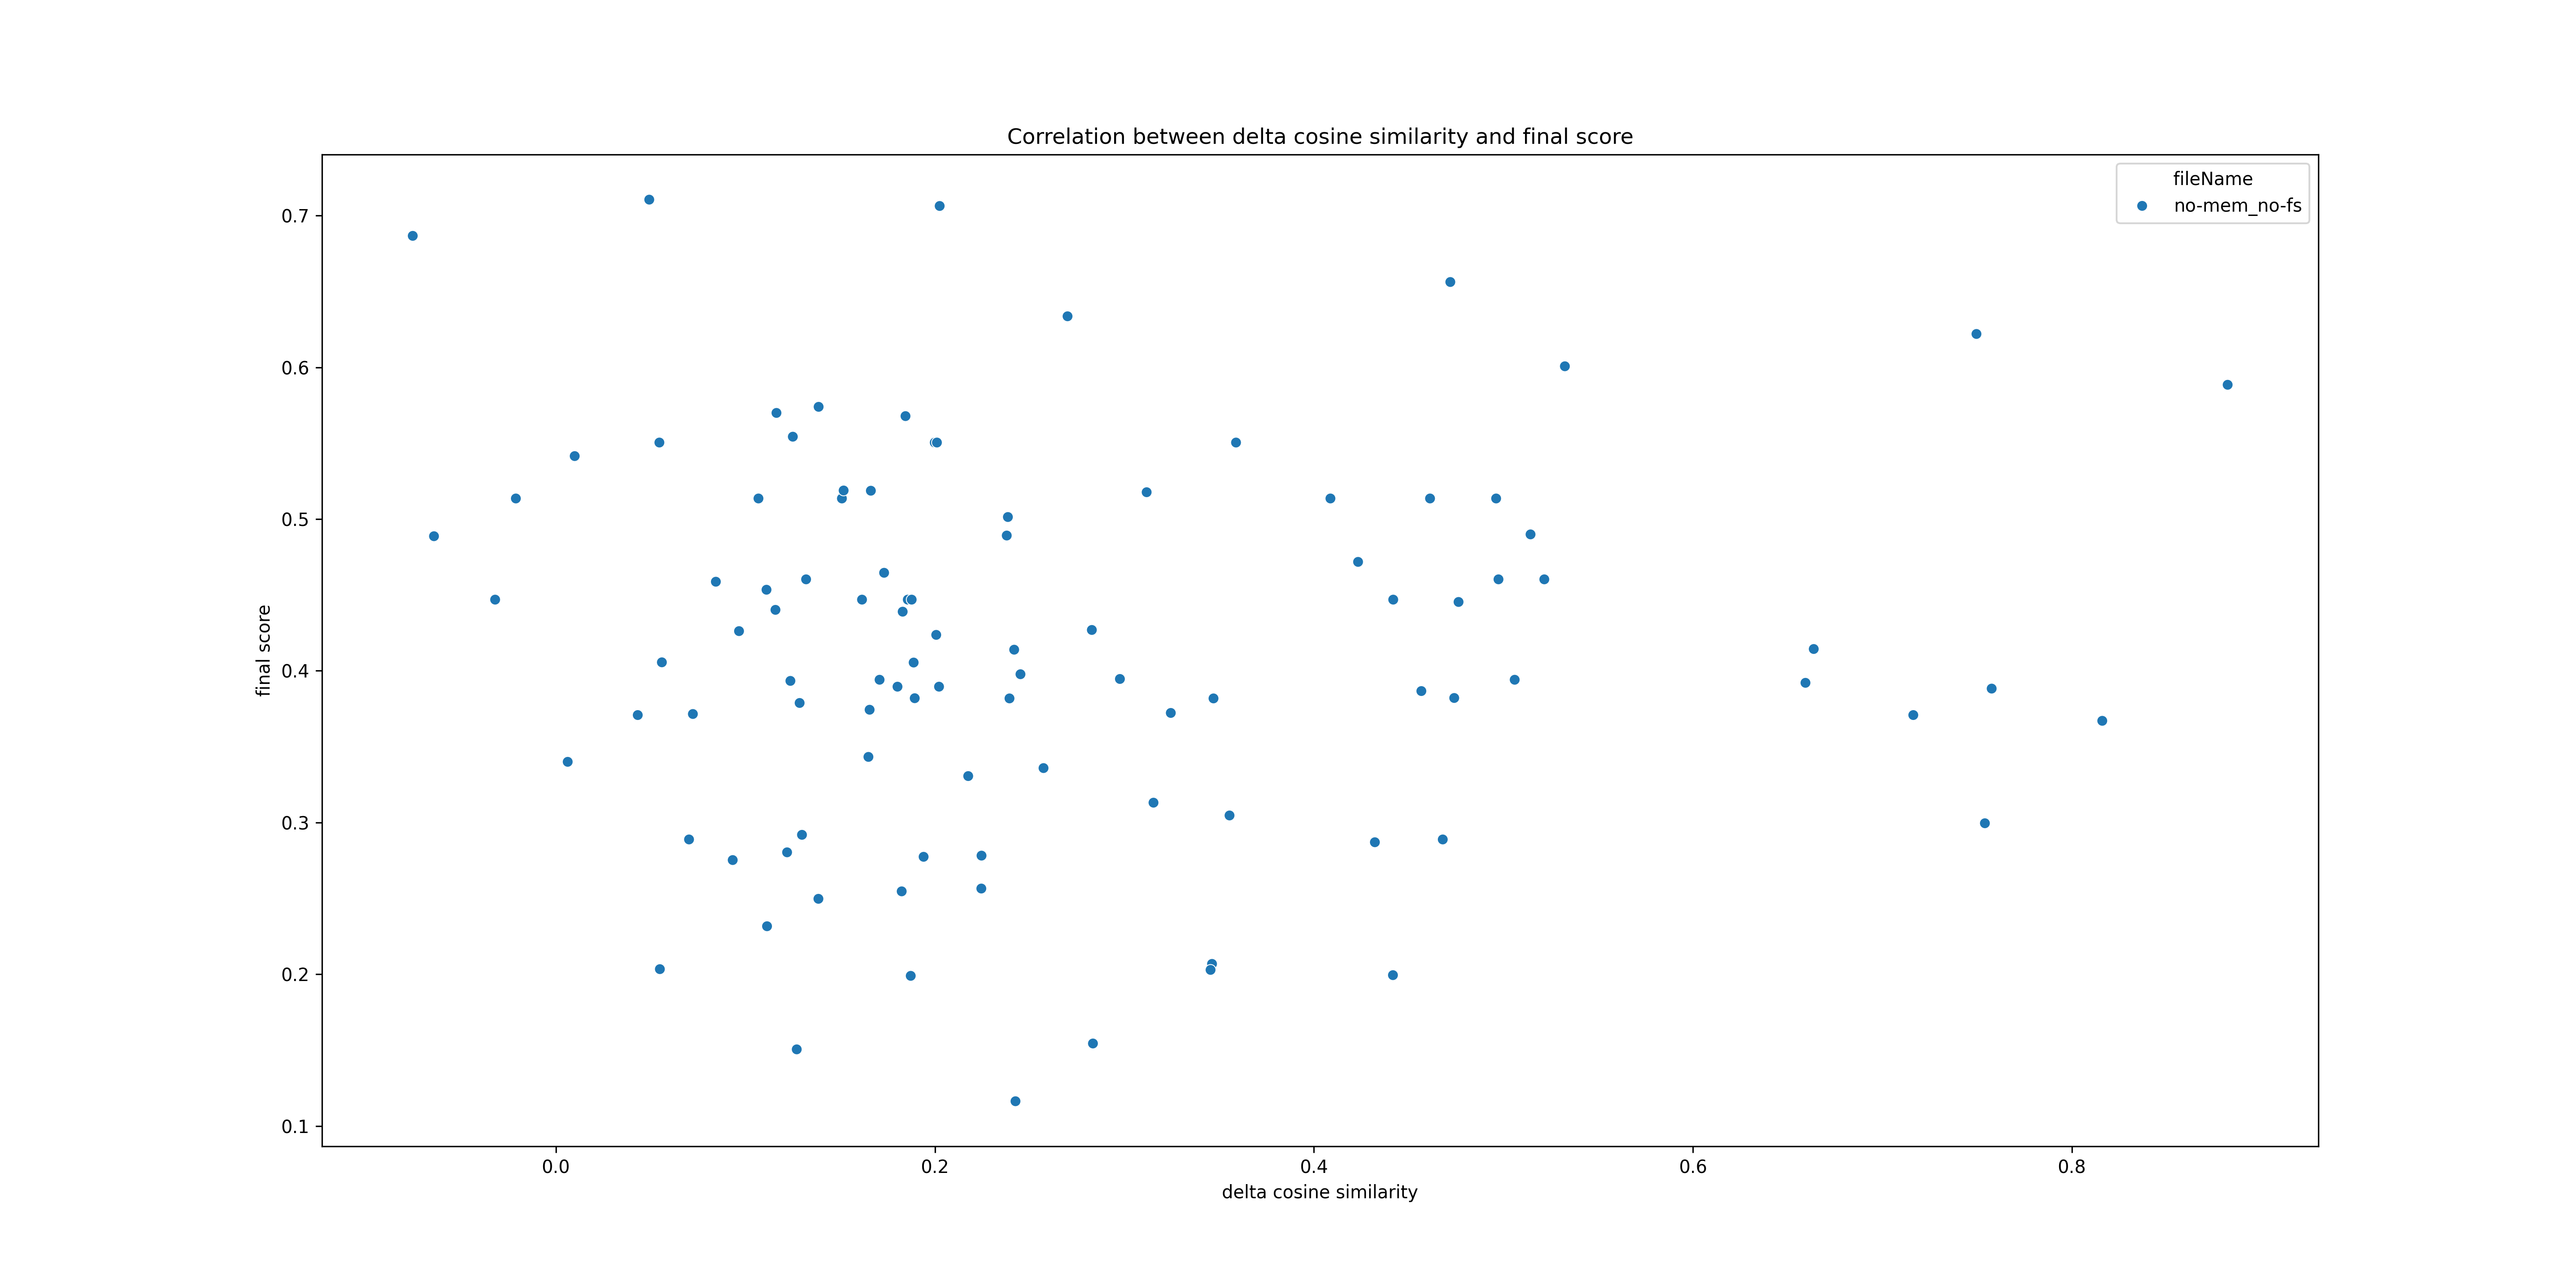 Correlation between delta cosine similarity and final score
fileName
no-mem_no-fs
final score
0.7
0.6
0.5
0.4
0.3
0.2
0.1
0.0
0.2
0.4
0.6
0.8
delta cosine similarity